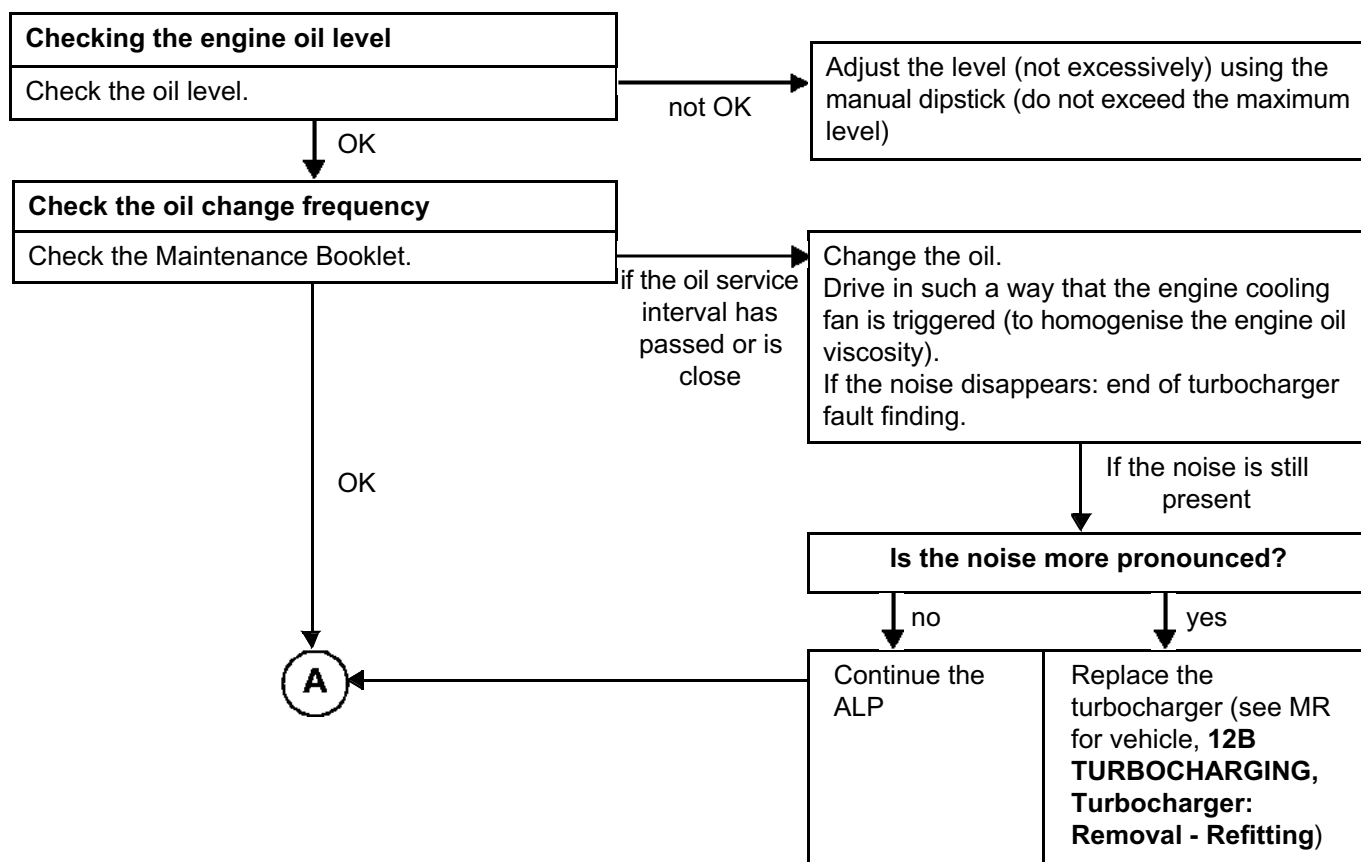 Checking the engine oil level
Check the oil level.
not OK
Adjust the level (not excessively) using the
manual dipstick (do not exceed the maximum
level)
OK
Check the oil change frequency
Check the Maintenance Booklet.
if the oil service
interval has
passed or is
close
Change the oil.
Drive in such a way that the engine cooling
fan is triggered (to homogenise the engine oil
viscosity).
If the noise disappears: end of turbocharger
fault finding.
OK
If the noise is still
present
Is the noise more pronounced?
no
yes
A
Continue the
ALP
Replace the
turbocharger (see MR
for vehicle, 12B
TURBOCHARGING,
Turbocharger:
Removal - Refitting)